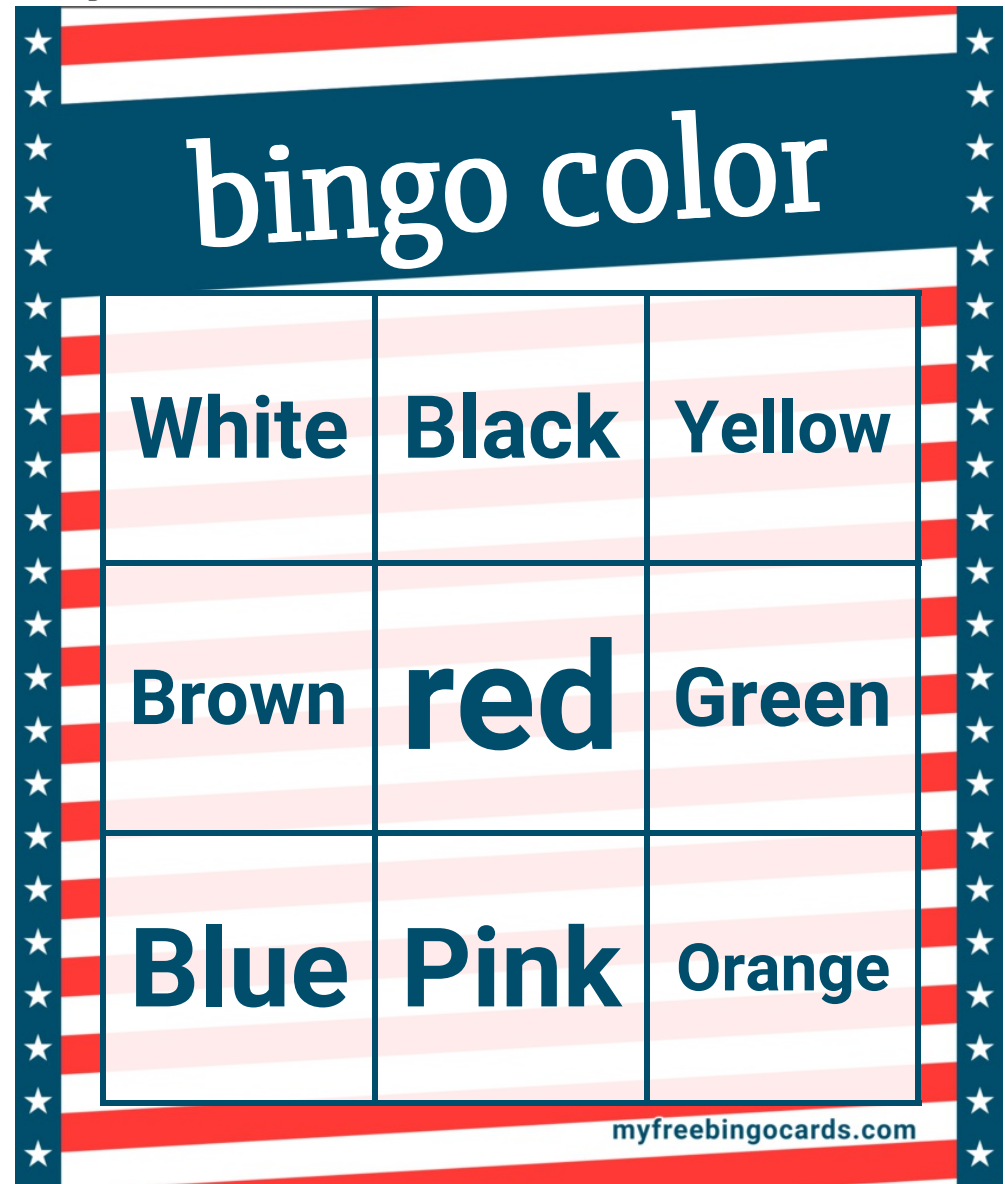 bingo color
White Black Yellow
Brown red Green
Blue Pink Orange
myfreebingocards.com